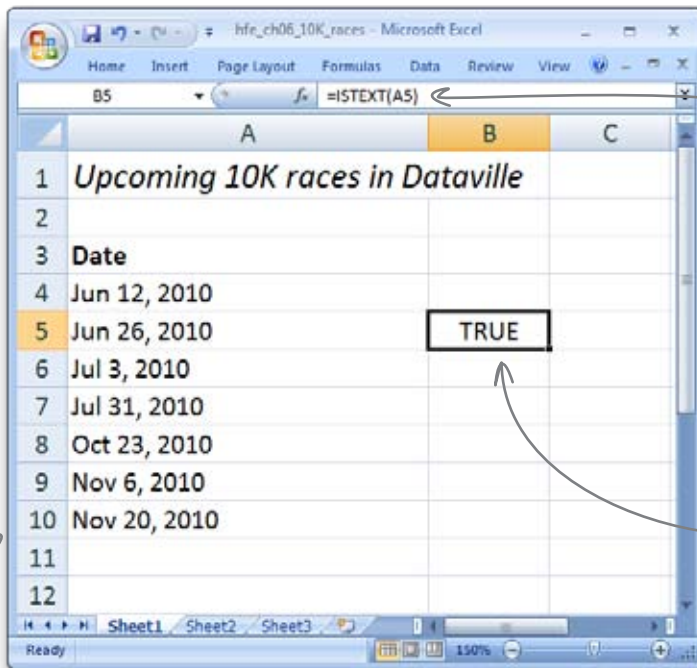 hfe_ch06_10K_races - Microsoft Excel
Home Insert Page Layout Formulas Data Review View
B5 fx =ISTEXT(A5)
A B C
1 Upcoming 10K races in Dataville
2
3 Date
4 Jun 12, 2010
5 Jun 26, 2010 TRUE
6 Jul 3, 2010
7 Jul 31, 2010
8 Oct 23, 2010
9 Nov 6, 2010
10 Nov 20, 2010
11
12
Sheet1 Sheet2 Sheet3
Ready 150%